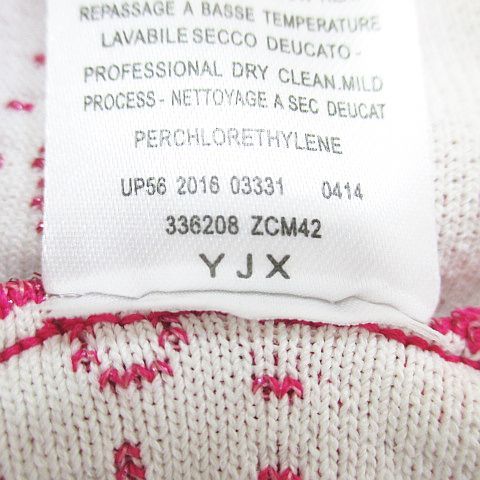 REPASSAGE A BASSE TEMPERATURE
LAVABILE SECCO DEUCATO -
PROFESSIONAL DRY CLEAN.MILD
PROCESS - NETTOYAGE A SEC DEUCAT
PERCHLORETHYLENE
UP56 2016 03331 0414
336208 ZCM42
YJX